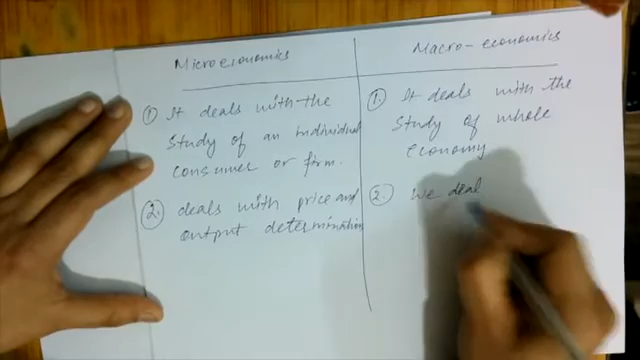 Microeconomics
Macro-economics
① It deals with the
study of an individual
consumer or firm.
②. deals with price and
output determination
①. It deals with the
study of whole
economy
②. We deal